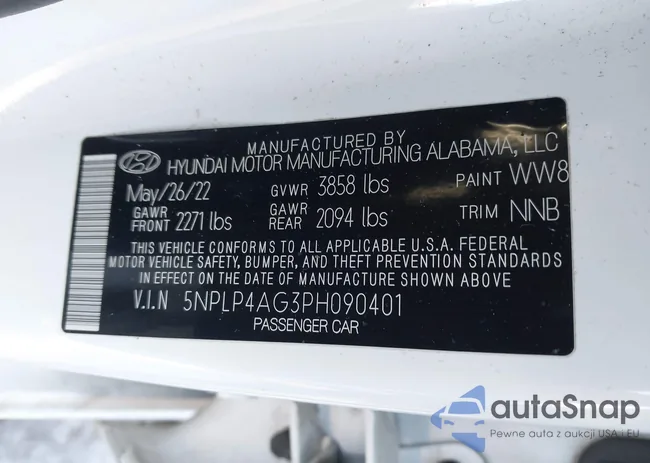 MANUFACTURED BY
HYUNDAI MOTOR MANUFACTURING ALABAMA, LLC
May/26/22 GVWR 3858 lbs PAINT WW8
GAWR FRONT 2271 lbs GAWR REAR 2094 lbs TRIM NNB
THIS VEHICLE CONFORMS TO ALL APPLICABLE U.S.A. FEDERAL
MOTOR VEHICLE SAFETY, BUMPER, AND THEFT PREVENTION STANDARDS
IN EFFECT ON THE DATE OF MANUFACTURE SHOWN ABOVE
V.I.N 5NPLP4AG3PH090401
PASSENGER CAR
autaSnap
Pewne auta z aukcji USA i EU